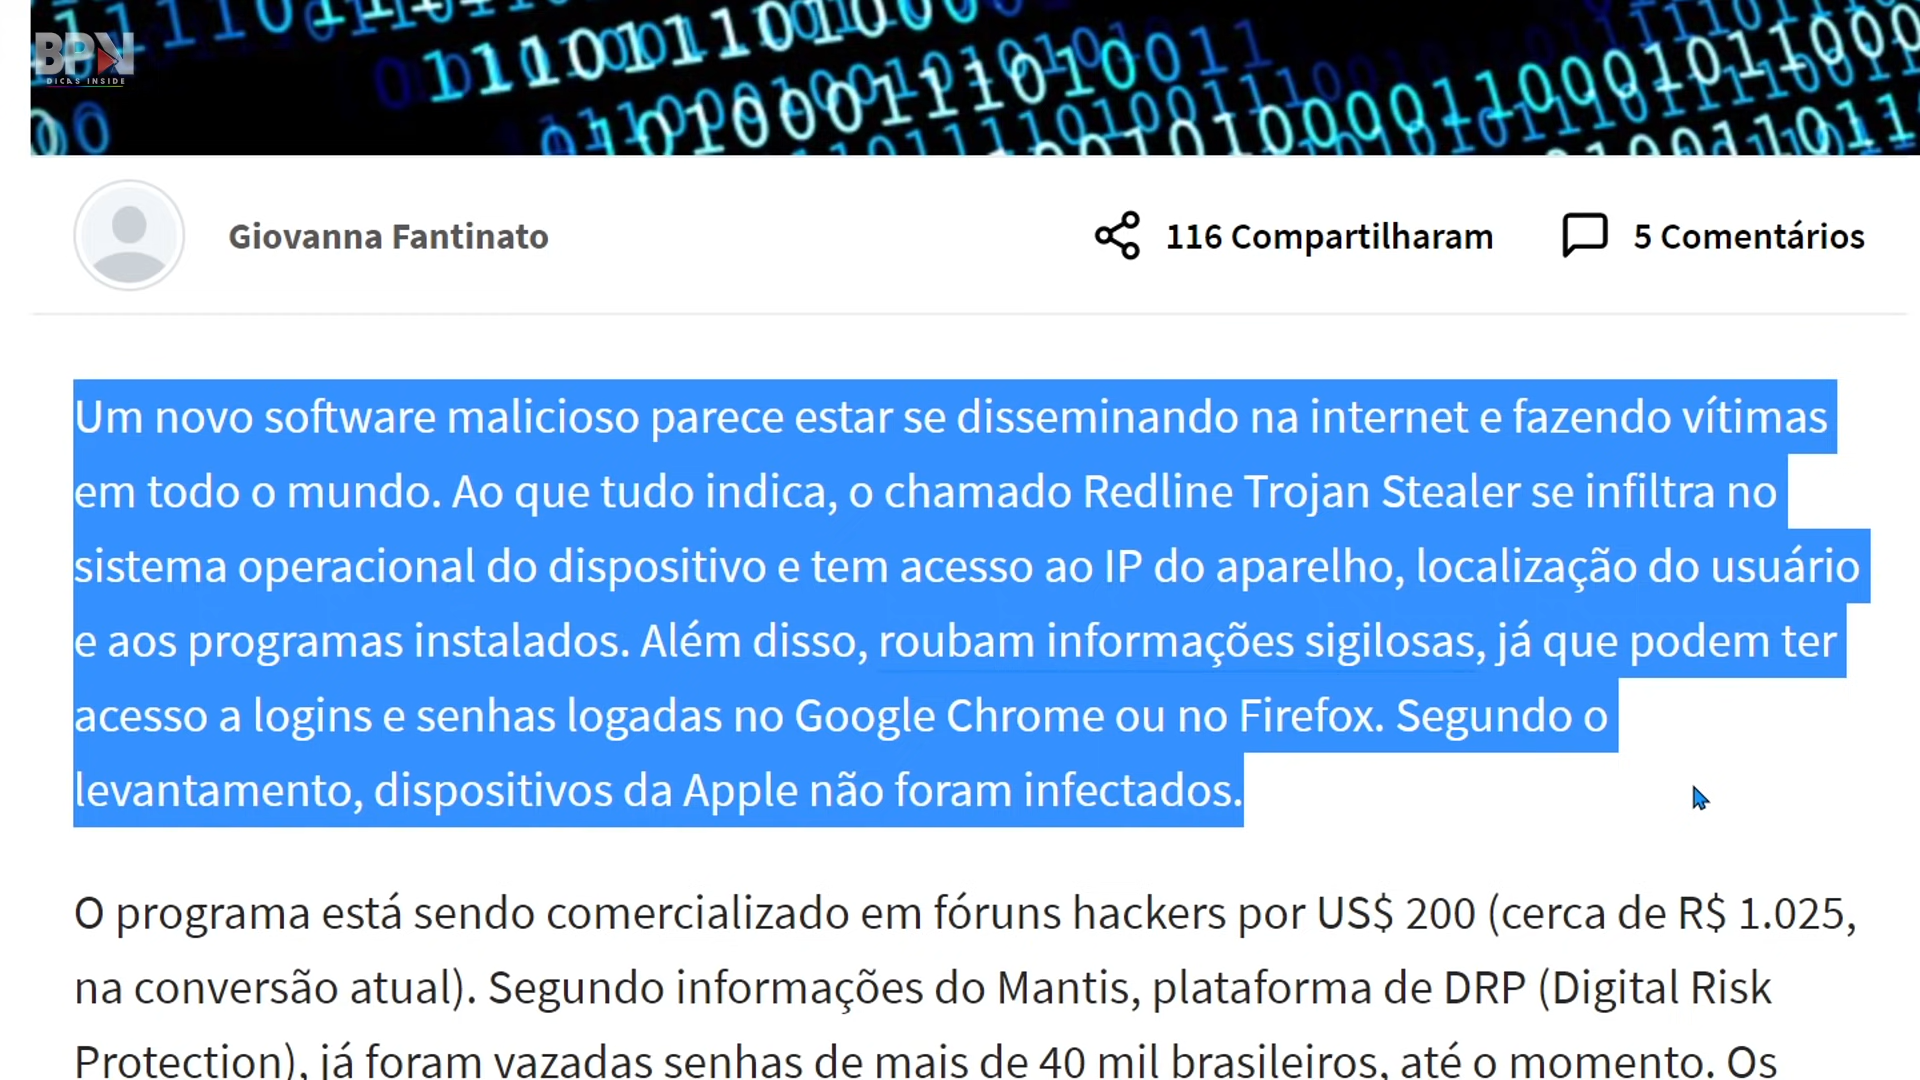 BPN
DICAS INSIDE
Giovanna Fantinato
116 Compartilharam
5 Comentários
Um novo software malicioso parece estar se disseminando na internet e fazendo vítimas
em todo o mundo. Ao que tudo indica, o chamado Redline Trojan Stealer se infiltra no
sistema operacional do dispositivo e tem acesso ao IP do aparelho, localização do usuário
e aos programas instalados. Além disso, roubam informações sigilosas, já que podem ter
acesso a logins e senhas logadas no Google Chrome ou no Firefox. Segundo o
levantamento, dispositivos da Apple não foram infectados.
O programa está sendo comercializado em fóruns hackers por US$ 200 (cerca de R$ 1.025,
na conversão atual). Segundo informações do Mantis, plataforma de DRP (Digital Risk
Protection), já foram vazadas senhas de mais de 40 mil brasileiros, até o momento. Os